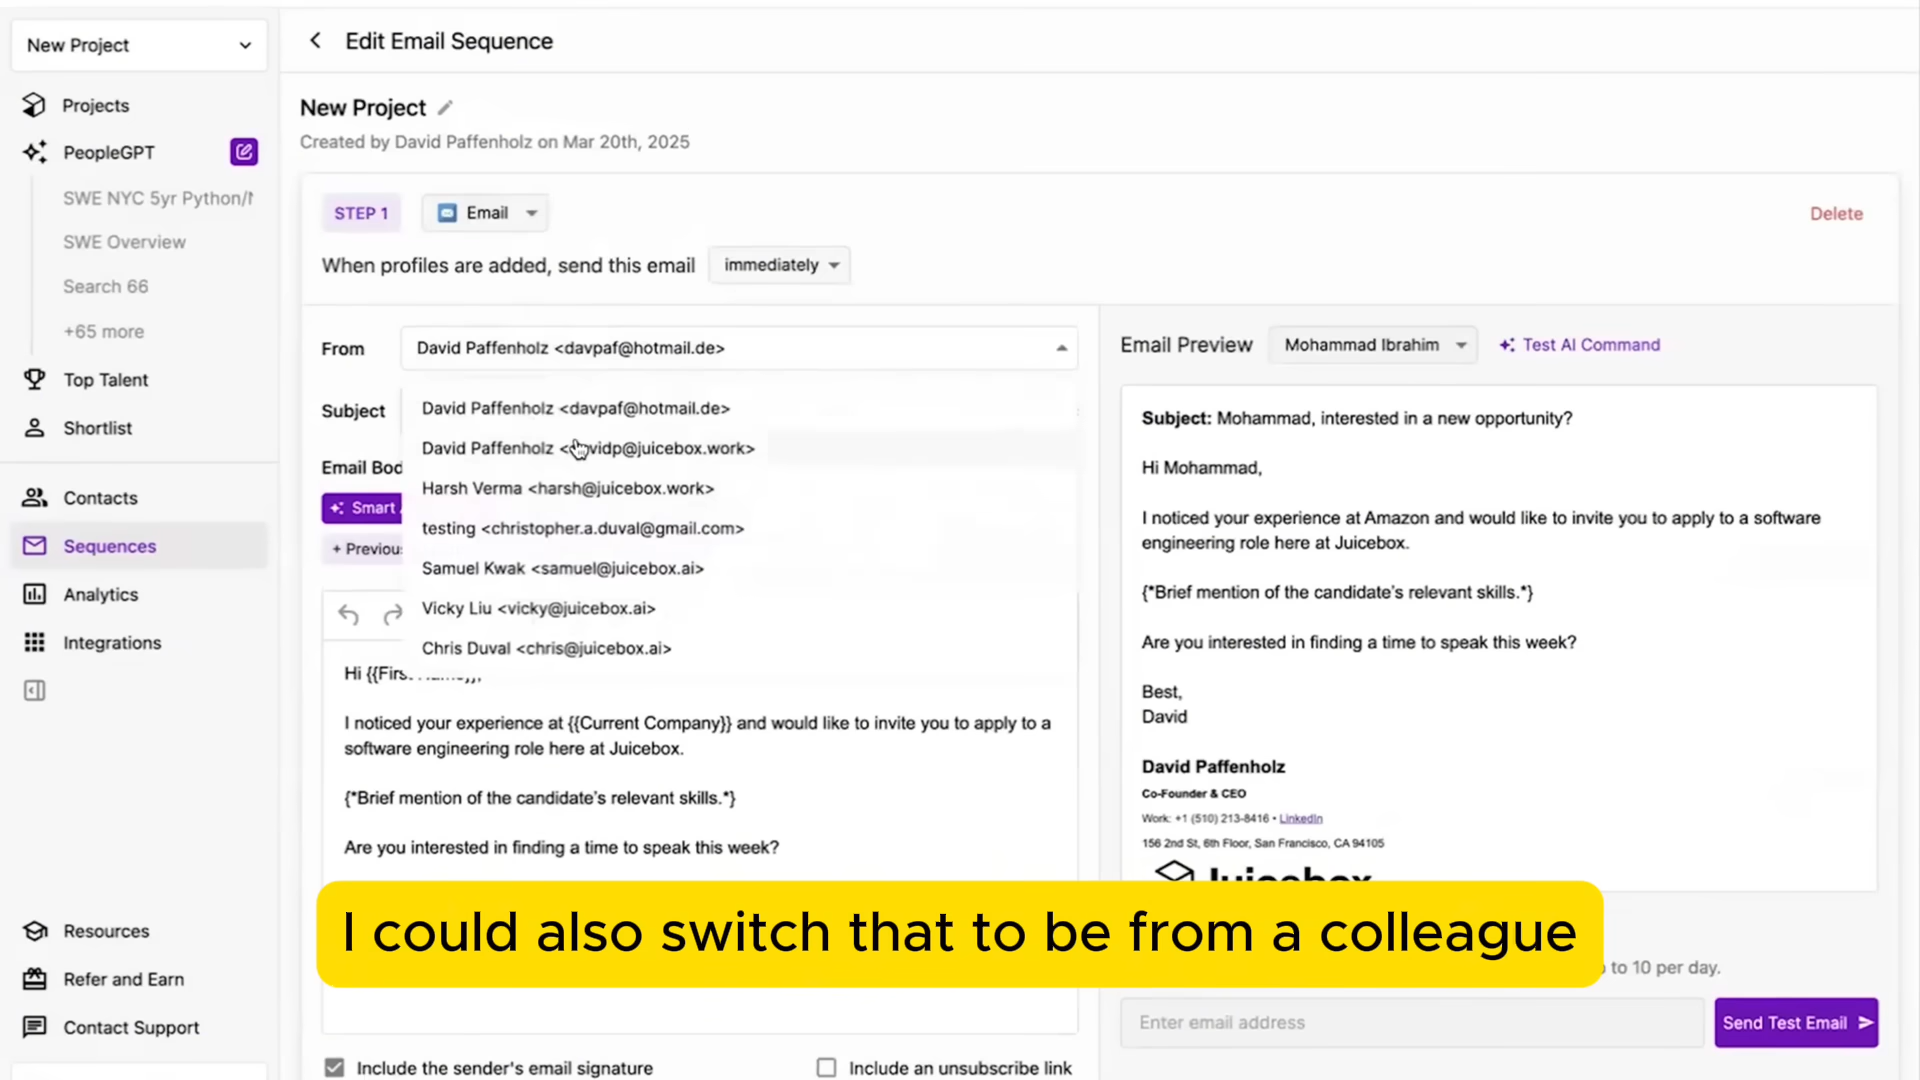 New Project
Projects
PeopleGPT
SWE NYC 5yr Python/
SWE Overview
Search 66
+65 more
Top Talent
Shortlist
Contacts
Sequences
Analytics
Integrations
Resources
Refer and Earn
Contact Support
Edit Email Sequence
New Project
Created by David Paffenholz on Mar 20th, 2025
STEP 1
Email
Delete
When profiles are added, send this email immediately
From
David Paffenholz <davpaf@hotmail.de>
Subject
David Paffenholz <davpaf@hotmail.de>
David Paffenholz <davidp@juicebox.work>
Harsh Verma <harsh@juicebox.work>
testing <christopher.a.duval@gmail.com>
Samuel Kwak <samuel@juicebox.ai>
Vicky Liu <vicky@juicebox.ai>
Chris Duval <chris@juicebox.ai>
Email Bod
Smart
+ Previou
Hi {{First Name}},
I noticed your experience at {{Current Company}} and would like to invite you to apply to a
software engineering role here at Juicebox.
{*Brief mention of the candidate's relevant skills.*}
Are you interested in finding a time to speak this week?
Include the sender's email signature
Include an unsubscribe link
Email Preview
Mohammad Ibrahim
Test AI Command
Subject: Mohammad, interested in a new opportunity?
Hi Mohammad,
I noticed your experience at Amazon and would like to invite you to apply to a software
engineering role here at Juicebox.
{*Brief mention of the candidate's relevant skills.*}
Are you interested in finding a time to speak this week?
Best,
David
David Paffenholz
Co-Founder & CEO
Work: +1 (510) 213-8416 • LinkedIn
156 2nd St, 6th Floor, San Francisco, CA 94105
Juicebox
to 10 per day.
Enter email address
Send Test Email
I could also switch that to be from a colleague